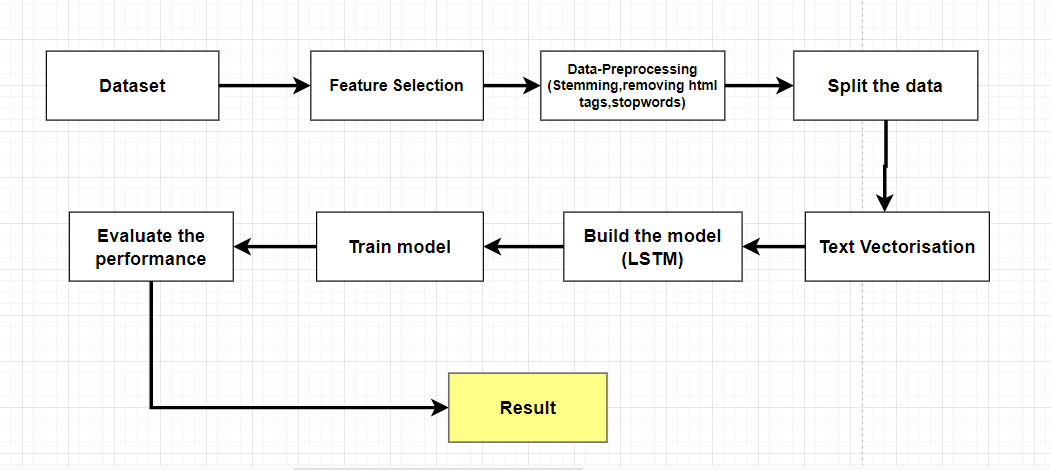 Dataset
Feature Selection
Data-Preprocessing
(Stemming,removing html
tags,stopwords)
Split the data
Evaluate the
performance
Train model
Build the model
(LSTM)
Text Vectorisation
Result